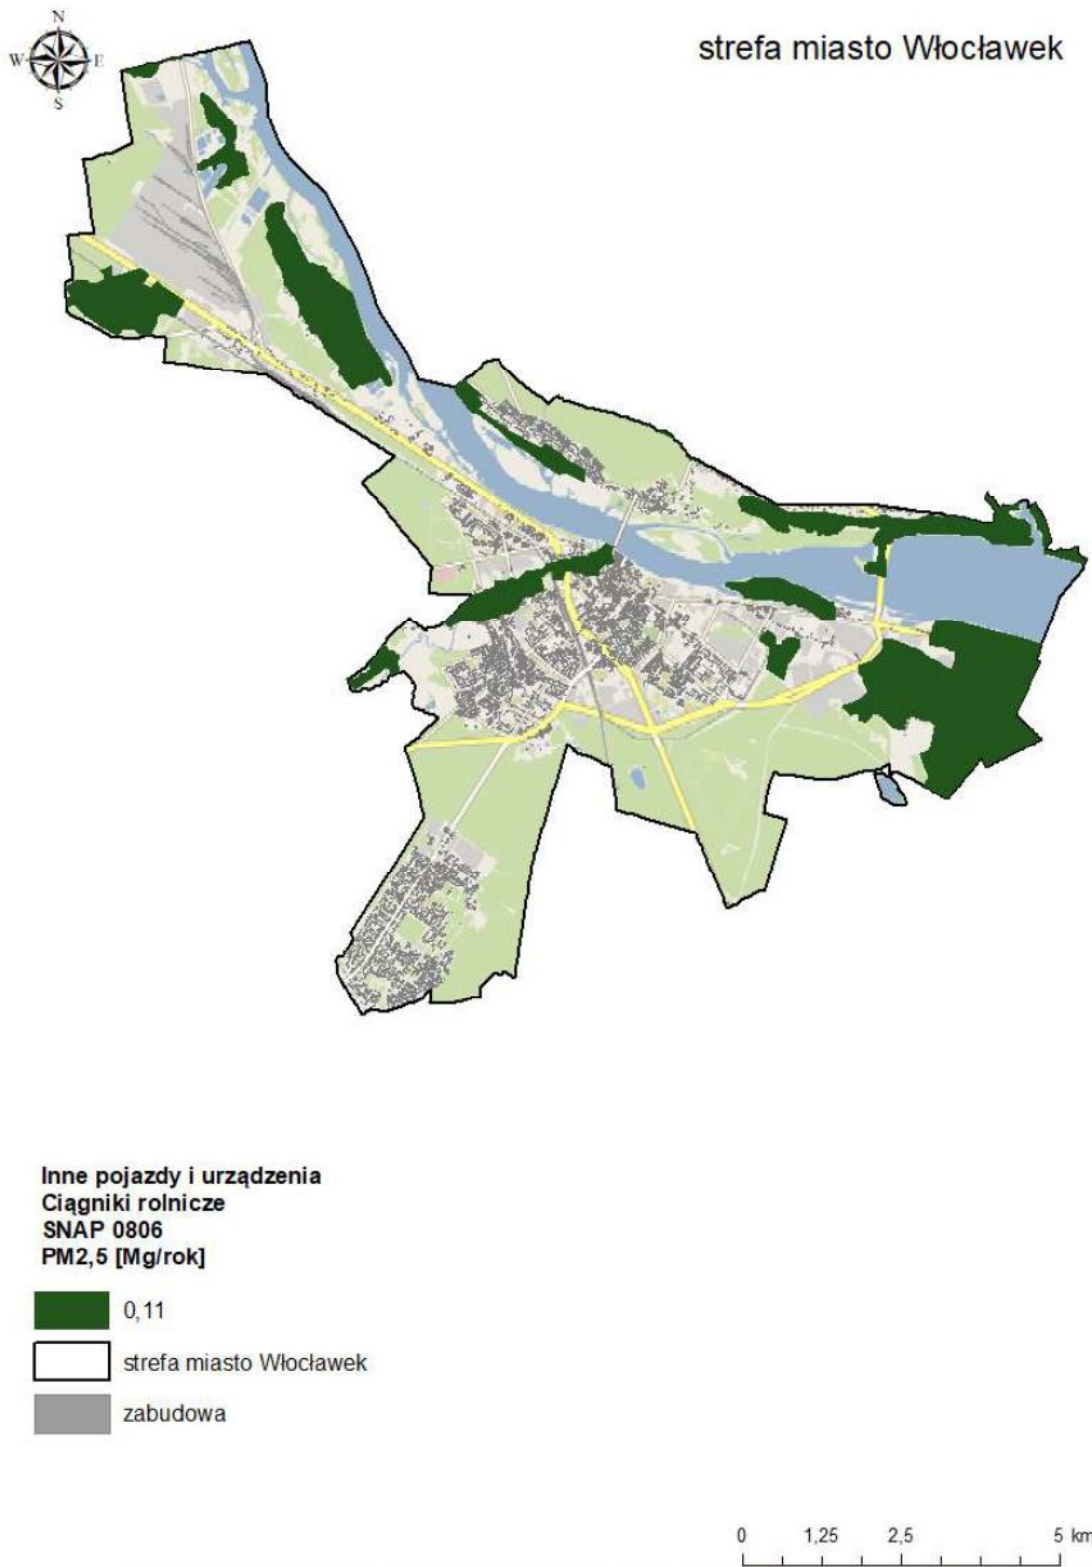 N
strefa miasto Włocławek
W E
S
Inne pojazdy i urządzenia
Ciągniki rolnicze
SNAP 0806
PM2,5 [Mg/rok]
0,11
strefa miasto Włocławek
zabudowa
0 1,25 2,5 5 km